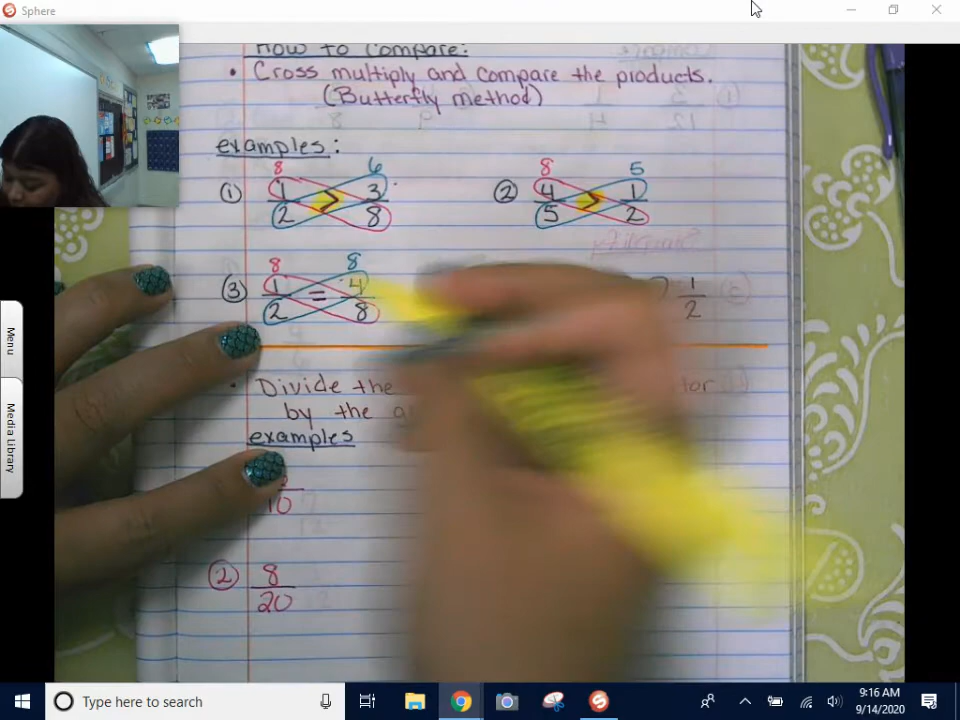 Sphere
How to Compare:
• Cross multiply and compare the products.
(Butterfly method)
examples:
8 6 8 5
① 1/2 > 3/8 ② 4/5 > 1/2
8 8
③ 1/2 = 4/8 1/2
• Divide the
by the
examples
10
② 8/20
Menu
Media Library
Type here to search
9:16 AM
9/14/2020